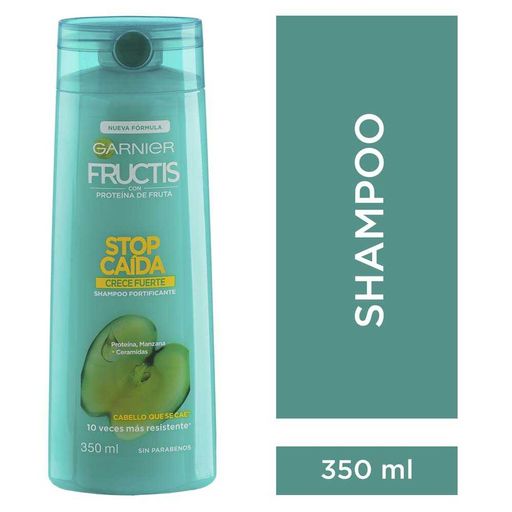 NUEVA FÓRMULA
GARNIER
FRUCTIS
CON
PROTEÍNA DE FRUTA
STOP
CAÍDA
CRECE FUERTE
SHAMPOO FORTIFICANTE
Proteína, Manzana
+ Ceramidas
CABELLO QUE SE CAE*
10 veces más resistente*
350 ml
SIN PARABENOS
SHAMPOO
350 ml